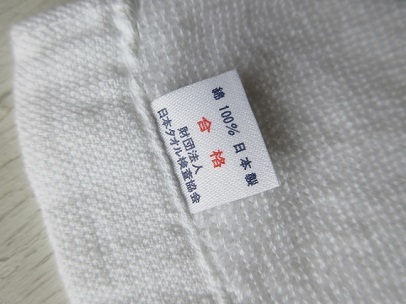 綿 100% 日本製
合格
財団法人
日本タオル検査協会